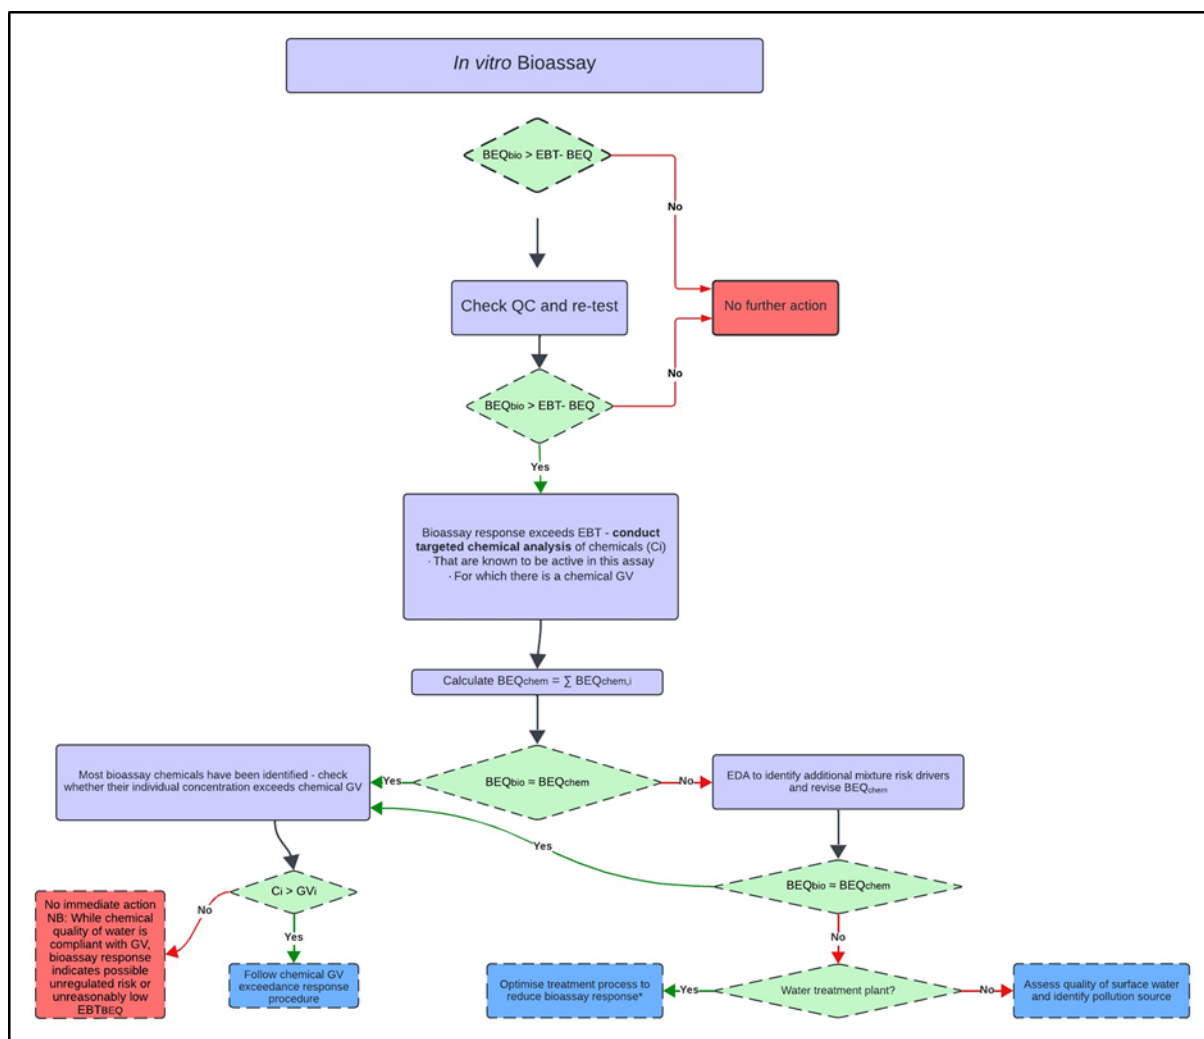 In vitro Bioassay
BEQbio > EBT- BEQ
No
Check QC and re-test
No further action
No
BEQbio > EBT- BEQ
Yes
Bioassay response exceeds EBT - conduct
targeted chemical analysis of chemicals (Ci)
· That are known to be active in this assay
· For which there is a chemical GV
Calculate BEQchem = ∑ BEQchem,i
Most bioassay chemicals have been identified - check
whether their individual concentration exceeds chemical GV
Yes
BEQbio ≈ BEQchem
No
EDA to identify additional mixture risk drivers
and revise BEQchem
Yes
Ci > GVi
BEQbio ≈ BEQchem
No
No immediate action
NB: While chemical
quality of water is
compliant with GV,
bioassay response
indicates possible
unregulated risk or
unreasonably low
EBTBEQ
Yes
No
Follow chemical GV
exceedance response
procedure
Optimise treatment process to
reduce bioassay response*
Yes
Water treatment plant?
No
Assess quality of surface water
and identify pollution source